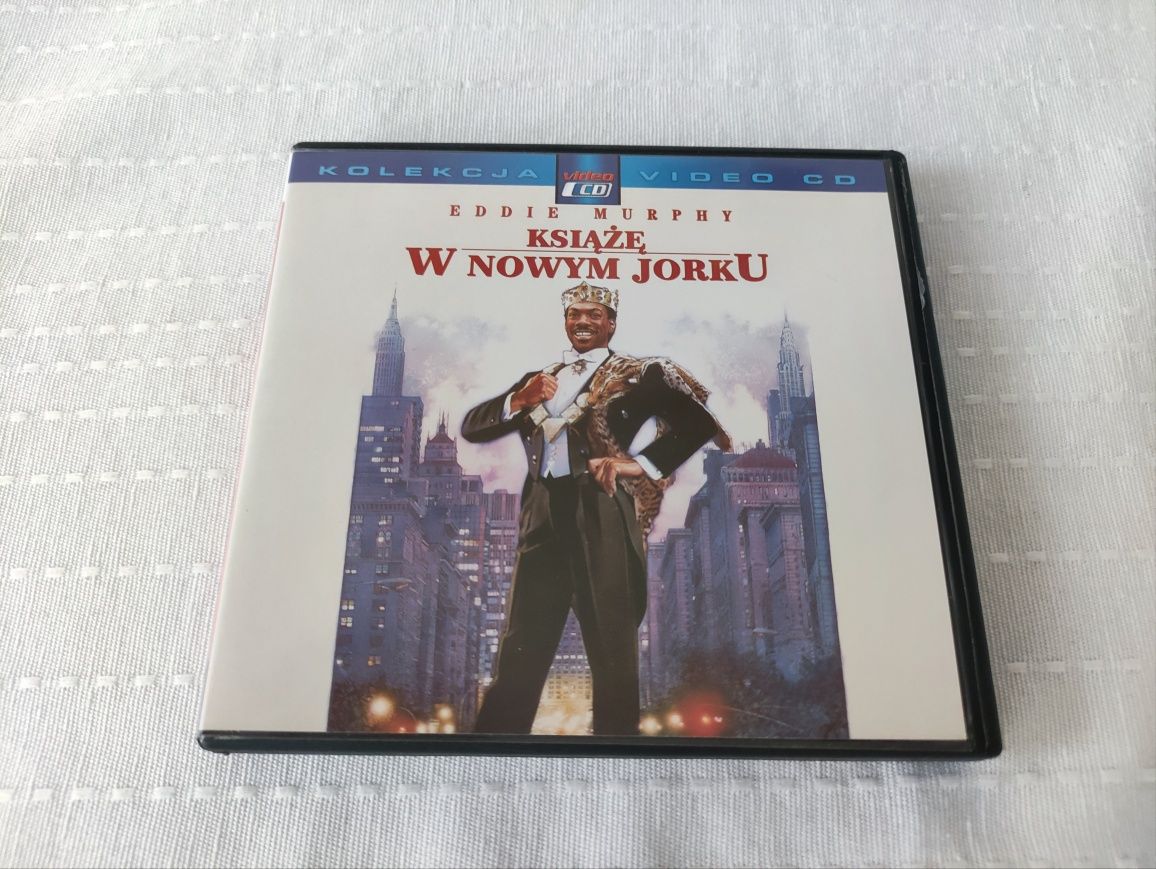 KOLEKCJA video CD VIDEO CD
EDDIE MURPHY
KSIĄŻĘ
W NOWYM JORKU